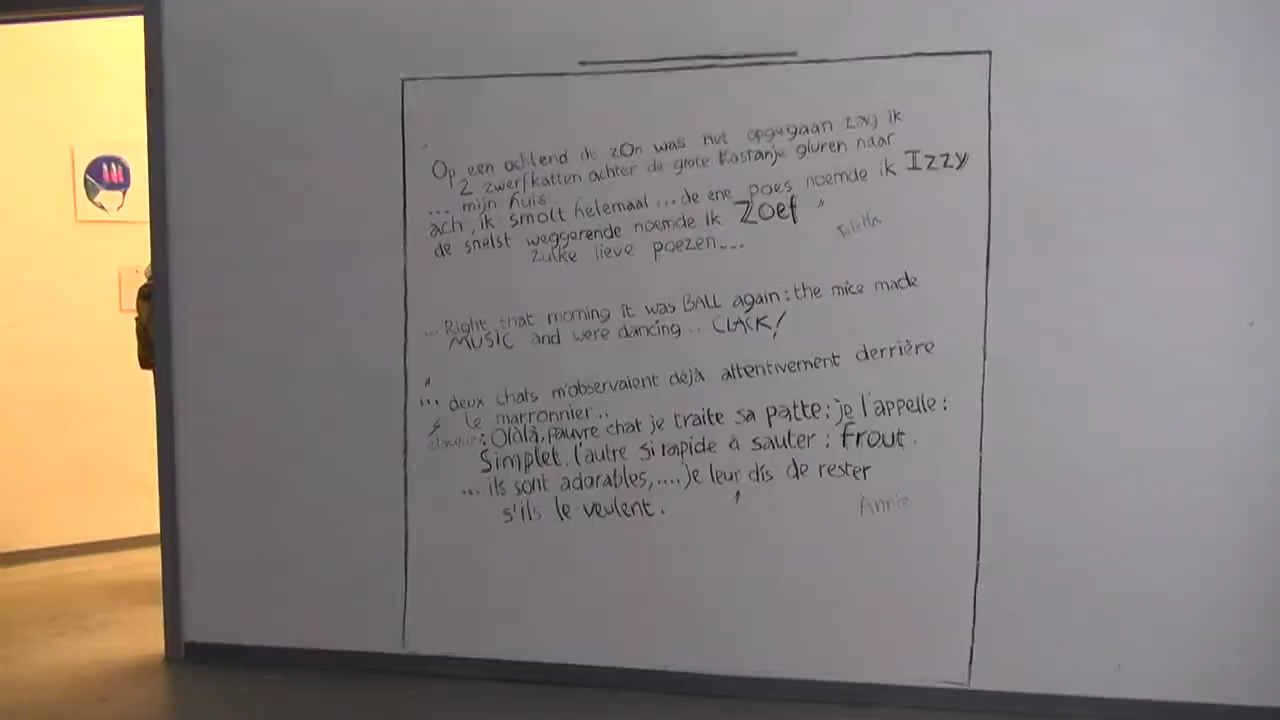 Op een ochtend de zon was net opgegaan zag ik
2 zwerfkatten achter de grote kastanje gluren naar
... mijn huis
ach, ik smolt helemaal ... de ene poes noemde ik Izzy
de snelst weggerende noemde ik Zoef "
zulke lieve poezen...
... Right that morning it was BALL again: the mice made
MUSIC and were dancing .. CLACK!
... deux chats m'observaient déjà attentivement derrière
le marronnier..
: Olàlà, pauvre chat je traite sa patte: je l'appelle:
Simplet, l'autre si rapide à sauter : Frout.
... ils sont adorables,.... je leur dis de rester
s'ils le veulent.
Annie